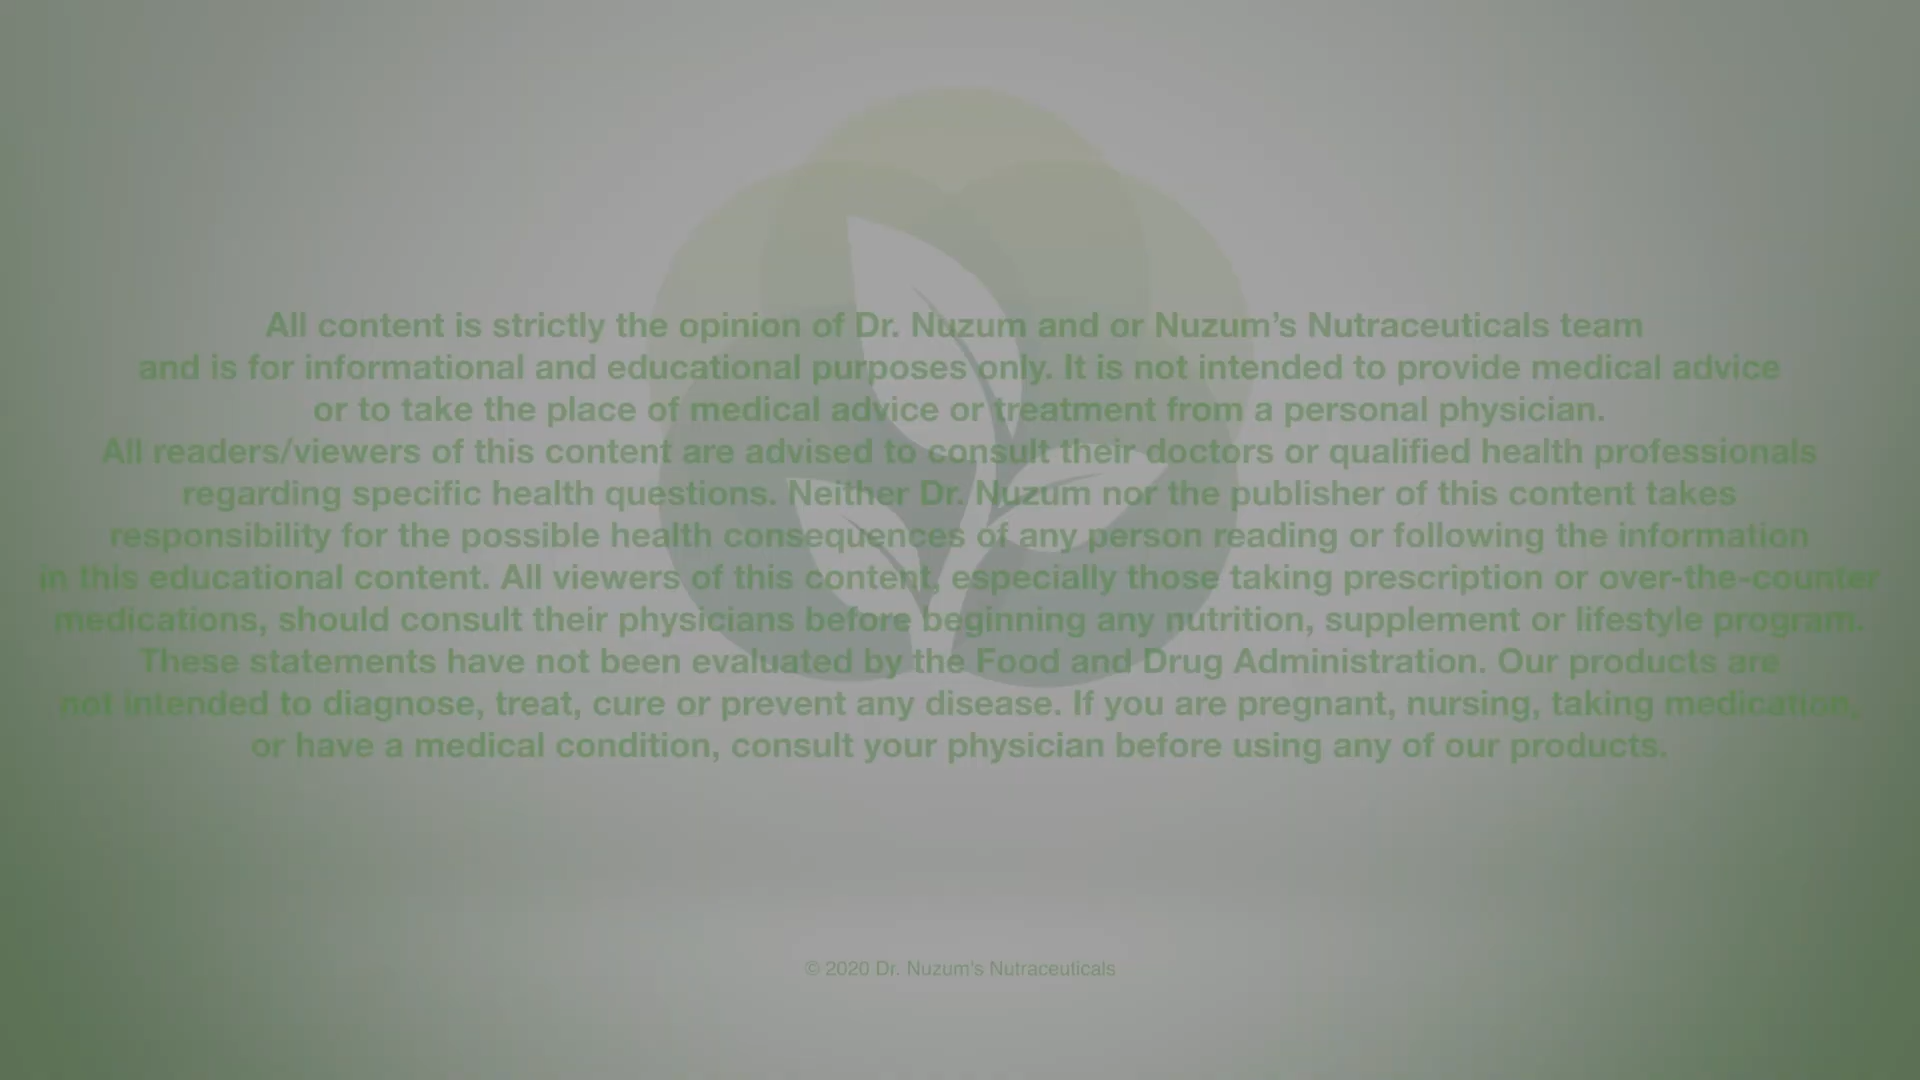 All content is strictly the opinion of Dr. Nuzum and or Nuzum’s Nutraceuticals team
and is for informational and educational purposes only. It is not intended to provide medical advice
or to take the place of medical advice or treatment from a personal physician.
All readers/viewers of this content are advised to consult their doctors or qualified health professionals
regarding specific health questions. Neither Dr. Nuzum nor the publisher of this content takes
responsibility for the possible health consequences of any person reading or following the information
in this educational content. All viewers of this content, especially those taking prescription or over-the-counter
medications, should consult their physicians before beginning any nutrition, supplement or lifestyle program.
These statements have not been evaluated by the Food and Drug Administration. Our products are
not intended to diagnose, treat, cure or prevent any disease. If you are pregnant, nursing, taking medication,
or have a medical condition, consult your physician before using any of our products.
© 2020 Dr. Nuzum's Nutraceuticals